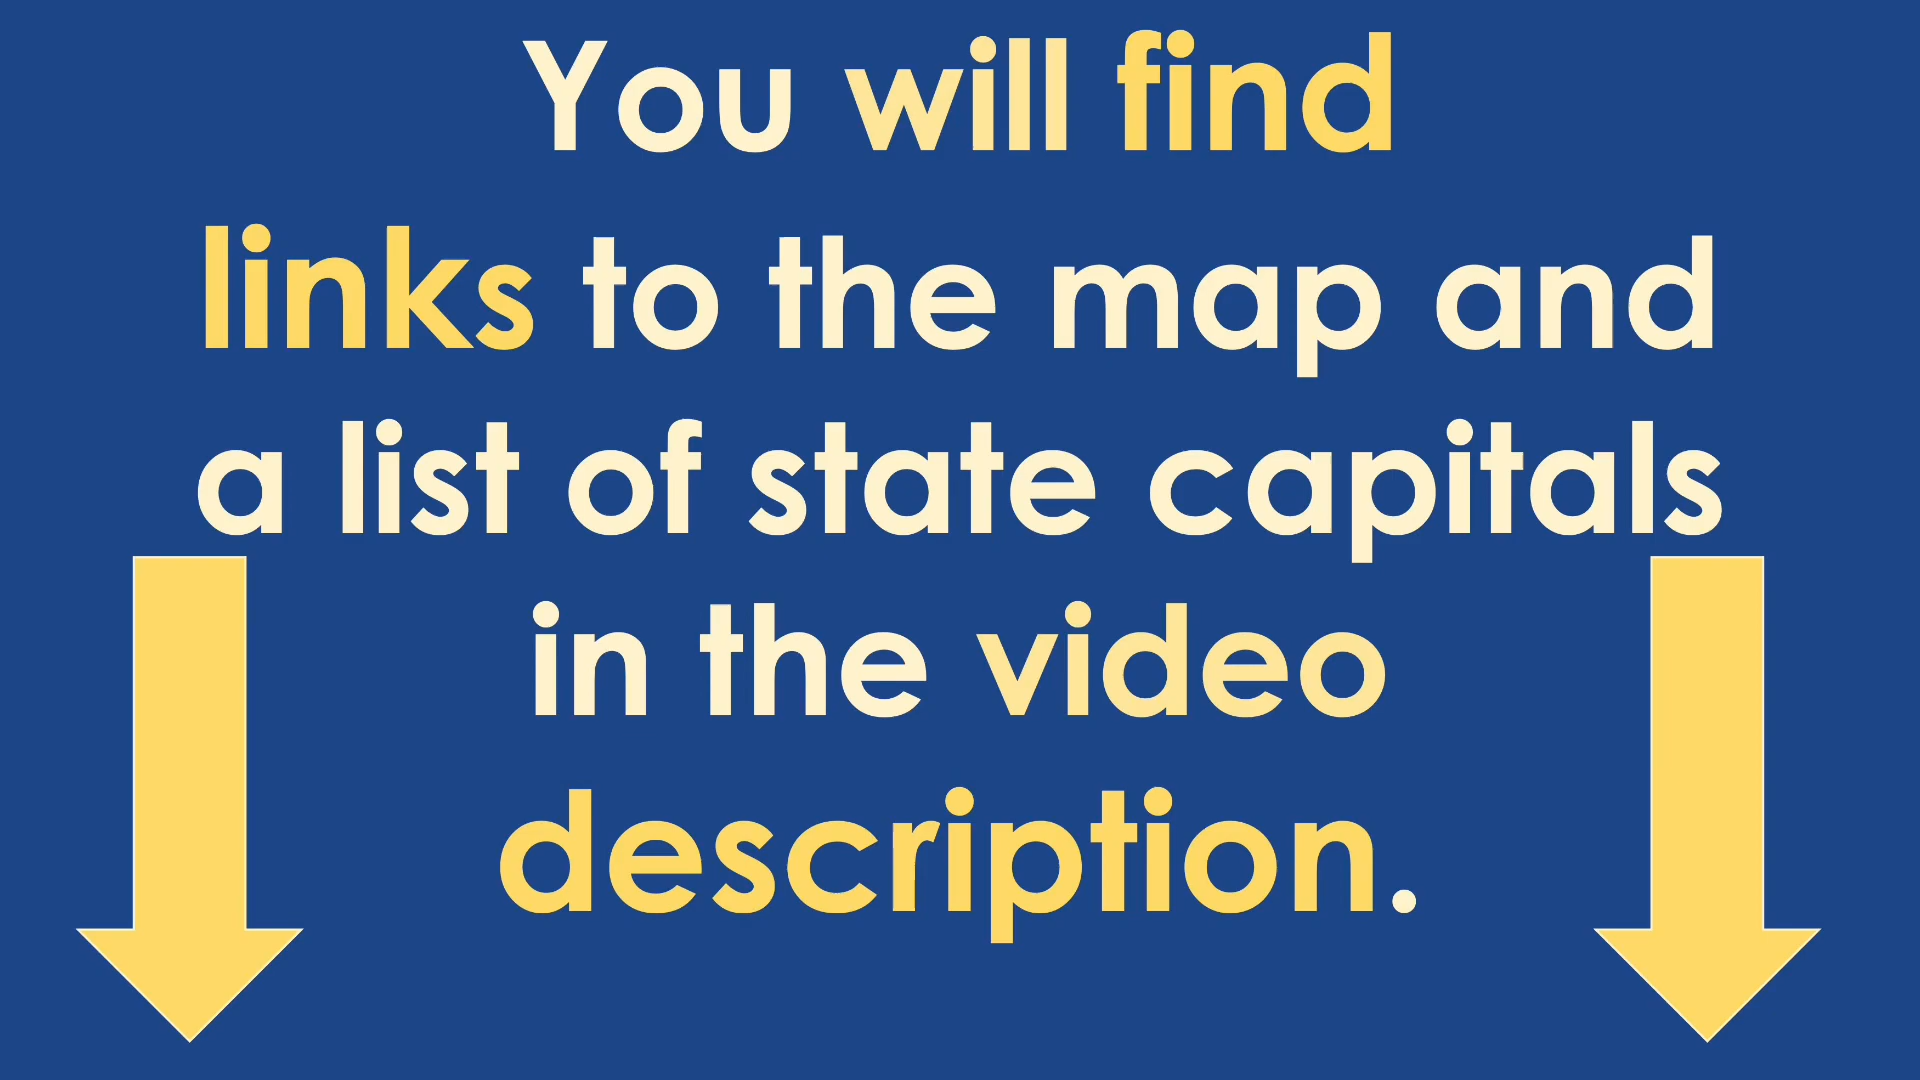 You will find
links to the map and
a list of state capitals
in the video
description.